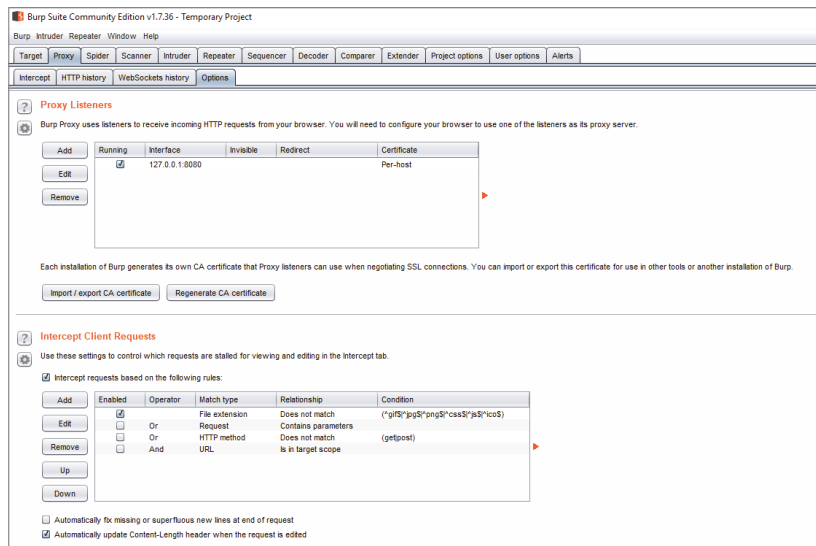 Burp Suite Community Edition v1.7.36 - Temporary Project
Burp Intruder Repeater Window Help
Target Proxy Spider Scanner Intruder Repeater Sequencer Decoder Comparer Extender Project options User options Alerts
Intercept HTTP history WebSockets history Options
? Proxy Listeners
Burp Proxy uses listeners to receive incoming HTTP requests from your browser. You will need to configure your browser to use one of the listeners as its proxy server.
Add Running Interface Invisible Redirect Certificate
127.0.0.1:8080 Per-host
Edit
Remove
Each installation of Burp generates its own CA certificate that Proxy listeners can use when negotiating SSL connections. You can import or export this certificate for use in other tools or another installation of Burp.
Import / export CA certificate Regenerate CA certificate
? Intercept Client Requests
Use these settings to control which requests are stalled for viewing and editing in the Intercept tab.
Intercept requests based on the following rules:
Add Enabled Operator Match type Relationship Condition
File extension Does not match (^gif$|^jpg$|^png$|^css$|^js$|^ico$)
Edit Or Request Contains parameters
Or HTTP method Does not match (get|post)
Remove And URL Is in target scope
Up
Down
Automatically fix missing or superfluous new lines at end of request
Automatically update Content-Length header when the request is edited